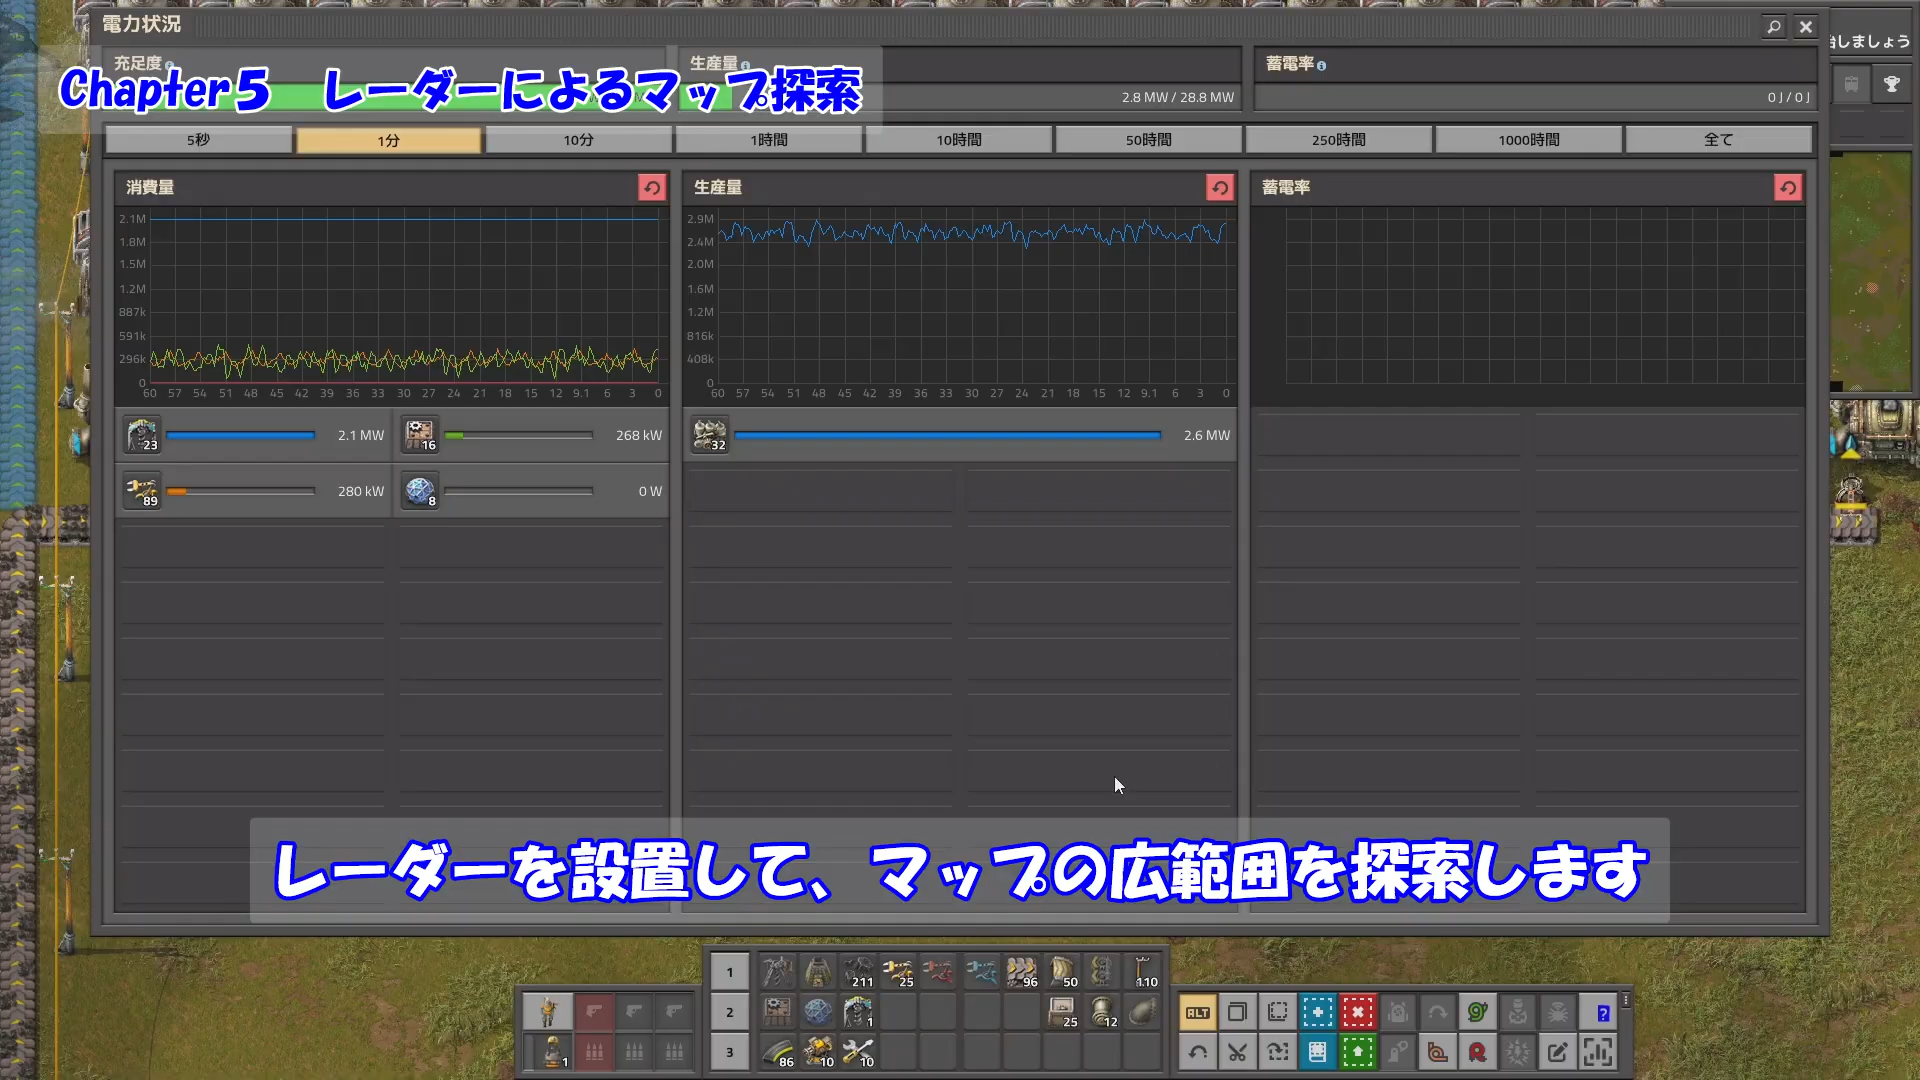 電力状況
充足度
生産量
蓄電率
Chapter5 レーダーによるマップ探索
2.8 MW / 28.8 MW
0 J / 0 J
5秒
1分
10分
1時間
10時間
50時間
250時間
1000時間
全て
消費量
2.1M
1.8M
1.5M
1.2M
887k
591k
296k
0
60 57 54 51 48 45 42 39 36 33 30 27 24 21 18 15 12 9.1 6 3 0
23 2.1 MW
16 268 kW
89 280 kW
8 0 W
生産量
2.9M
2.4M
2.0M
1.6M
1.2M
816k
408k
0
60 57 54 51 48 45 42 39 36 33 30 27 24 21 18 15 12 9.1 6 3 0
32 2.6 MW
蓄電率
しましょう
レーダーを設置して、マップの広範囲を探索します
1
1 211 25 96 50 110
2 1 25 12
3 86 10 10
ALT
?
R